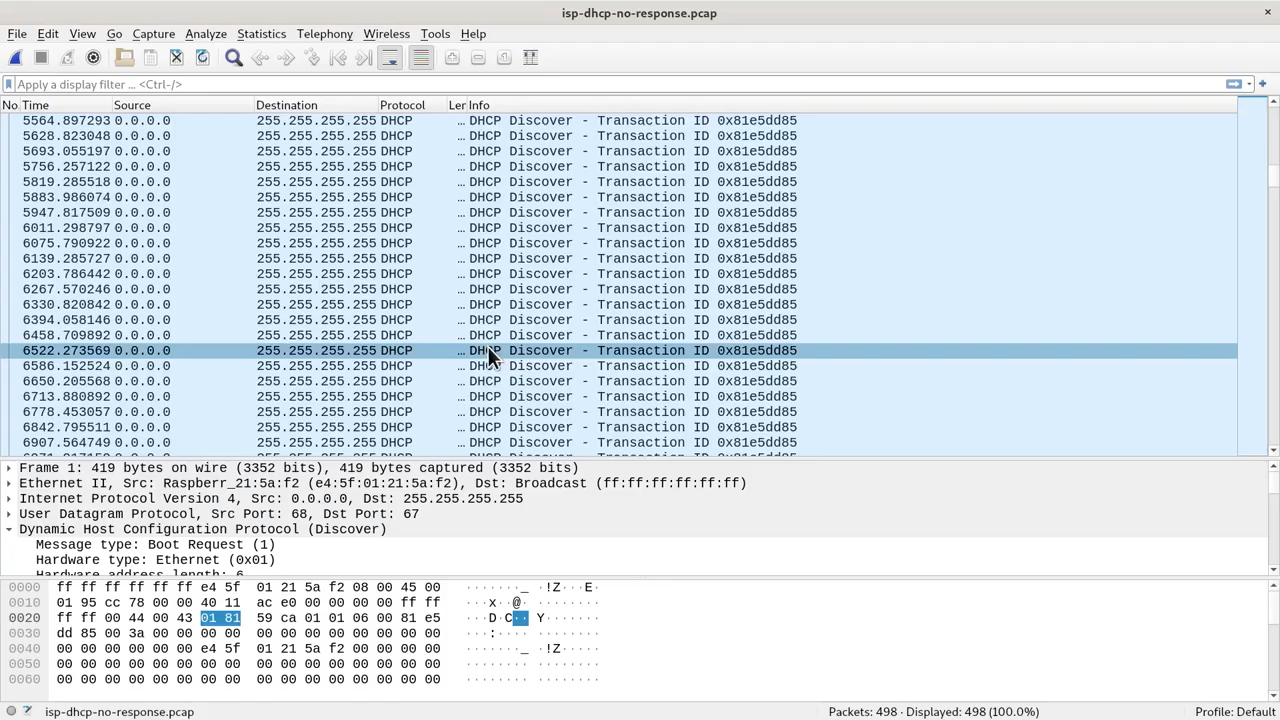 isp-dhcp-no-response.pcap ×
File Edit View Go Capture Analyze Statistics Telephony Wireless Tools Help
Apply a display filter ... <Ctrl-/>
No Time Source Destination Protocol Ler Info
5564.897293 0.0.0.0 255.255.255.255 DHCP … DHCP Discover - Transaction ID 0x81e5dd85
5628.823048 0.0.0.0 255.255.255.255 DHCP … DHCP Discover - Transaction ID 0x81e5dd85
5693.055197 0.0.0.0 255.255.255.255 DHCP … DHCP Discover - Transaction ID 0x81e5dd85
5756.257122 0.0.0.0 255.255.255.255 DHCP … DHCP Discover - Transaction ID 0x81e5dd85
5819.285518 0.0.0.0 255.255.255.255 DHCP … DHCP Discover - Transaction ID 0x81e5dd85
5883.986074 0.0.0.0 255.255.255.255 DHCP … DHCP Discover - Transaction ID 0x81e5dd85
5947.817509 0.0.0.0 255.255.255.255 DHCP … DHCP Discover - Transaction ID 0x81e5dd85
6011.298797 0.0.0.0 255.255.255.255 DHCP … DHCP Discover - Transaction ID 0x81e5dd85
6075.790922 0.0.0.0 255.255.255.255 DHCP … DHCP Discover - Transaction ID 0x81e5dd85
6139.285727 0.0.0.0 255.255.255.255 DHCP … DHCP Discover - Transaction ID 0x81e5dd85
6203.786442 0.0.0.0 255.255.255.255 DHCP … DHCP Discover - Transaction ID 0x81e5dd85
6267.570246 0.0.0.0 255.255.255.255 DHCP … DHCP Discover - Transaction ID 0x81e5dd85
6330.820842 0.0.0.0 255.255.255.255 DHCP … DHCP Discover - Transaction ID 0x81e5dd85
6394.058146 0.0.0.0 255.255.255.255 DHCP … DHCP Discover - Transaction ID 0x81e5dd85
6458.709892 0.0.0.0 255.255.255.255 DHCP … DHCP Discover - Transaction ID 0x81e5dd85
6522.273569 0.0.0.0 255.255.255.255 DHCP … DHCP Discover - Transaction ID 0x81e5dd85
6586.152524 0.0.0.0 255.255.255.255 DHCP … DHCP Discover - Transaction ID 0x81e5dd85
6650.205568 0.0.0.0 255.255.255.255 DHCP … DHCP Discover - Transaction ID 0x81e5dd85
6713.880892 0.0.0.0 255.255.255.255 DHCP … DHCP Discover - Transaction ID 0x81e5dd85
6778.453057 0.0.0.0 255.255.255.255 DHCP … DHCP Discover - Transaction ID 0x81e5dd85
6842.795511 0.0.0.0 255.255.255.255 DHCP … DHCP Discover - Transaction ID 0x81e5dd85
6907.564749 0.0.0.0 255.255.255.255 DHCP … DHCP Discover - Transaction ID 0x81e5dd85
Frame 1: 419 bytes on wire (3352 bits), 419 bytes captured (3352 bits)
Ethernet II, Src: Raspberr_21:5a:f2 (e4:5f:01:21:5a:f2), Dst: Broadcast (ff:ff:ff:ff:ff:ff)
Internet Protocol Version 4, Src: 0.0.0.0, Dst: 255.255.255.255
User Datagram Protocol, Src Port: 68, Dst Port: 67
Dynamic Host Configuration Protocol (Discover)
Message type: Boot Request (1)
Hardware type: Ethernet (0x01)
Hardware address length: 6
0000 ff ff ff ff ff ff e4 5f 01 21 5a f2 08 00 45 00 ·······_ ·!Z···E·
0010 01 95 cc 78 00 00 40 11 ac e0 00 00 00 00 ff ff ···x··@· ········
0020 ff ff 00 44 00 43 01 81 59 ca 01 01 06 00 81 e5 ···D·C·· Y·······
0030 dd 85 00 3a 00 00 00 00 00 00 00 00 00 00 00 00 ···:···· ········
0040 00 00 00 00 00 00 e4 5f 01 21 5a f2 00 00 00 00 ·······_ ·!Z·····
0050 00 00 00 00 00 00 00 00 00 00 00 00 00 00 00 00 ········ ········
0060 00 00 00 00 00 00 00 00 00 00 00 00 00 00 00 00 ········ ········
isp-dhcp-no-response.pcap Packets: 498 · Displayed: 498 (100.0%) Profile: Default